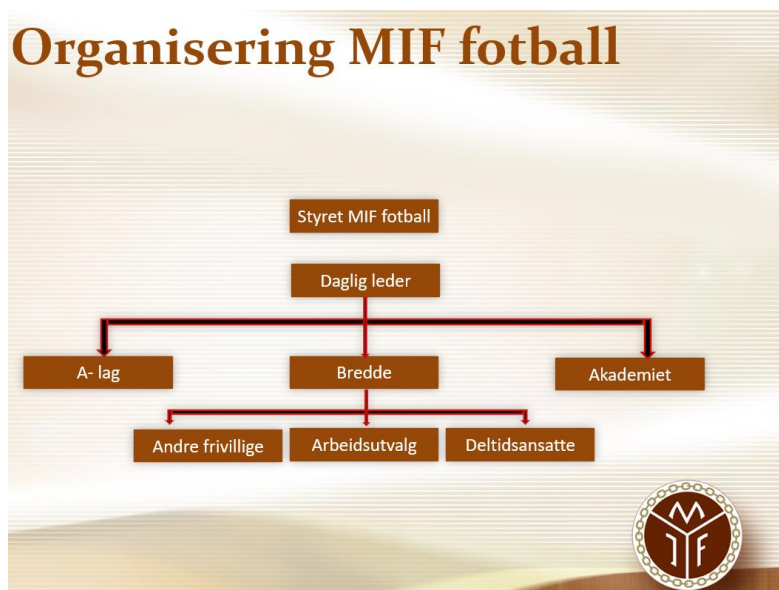 Organisering MIF fotball
Styret MIF fotball
Daglig leder
A- lag
Bredde
Akademiet
Andre frivillige
Arbeidsutvalg
Deltidsansatte
M
I F